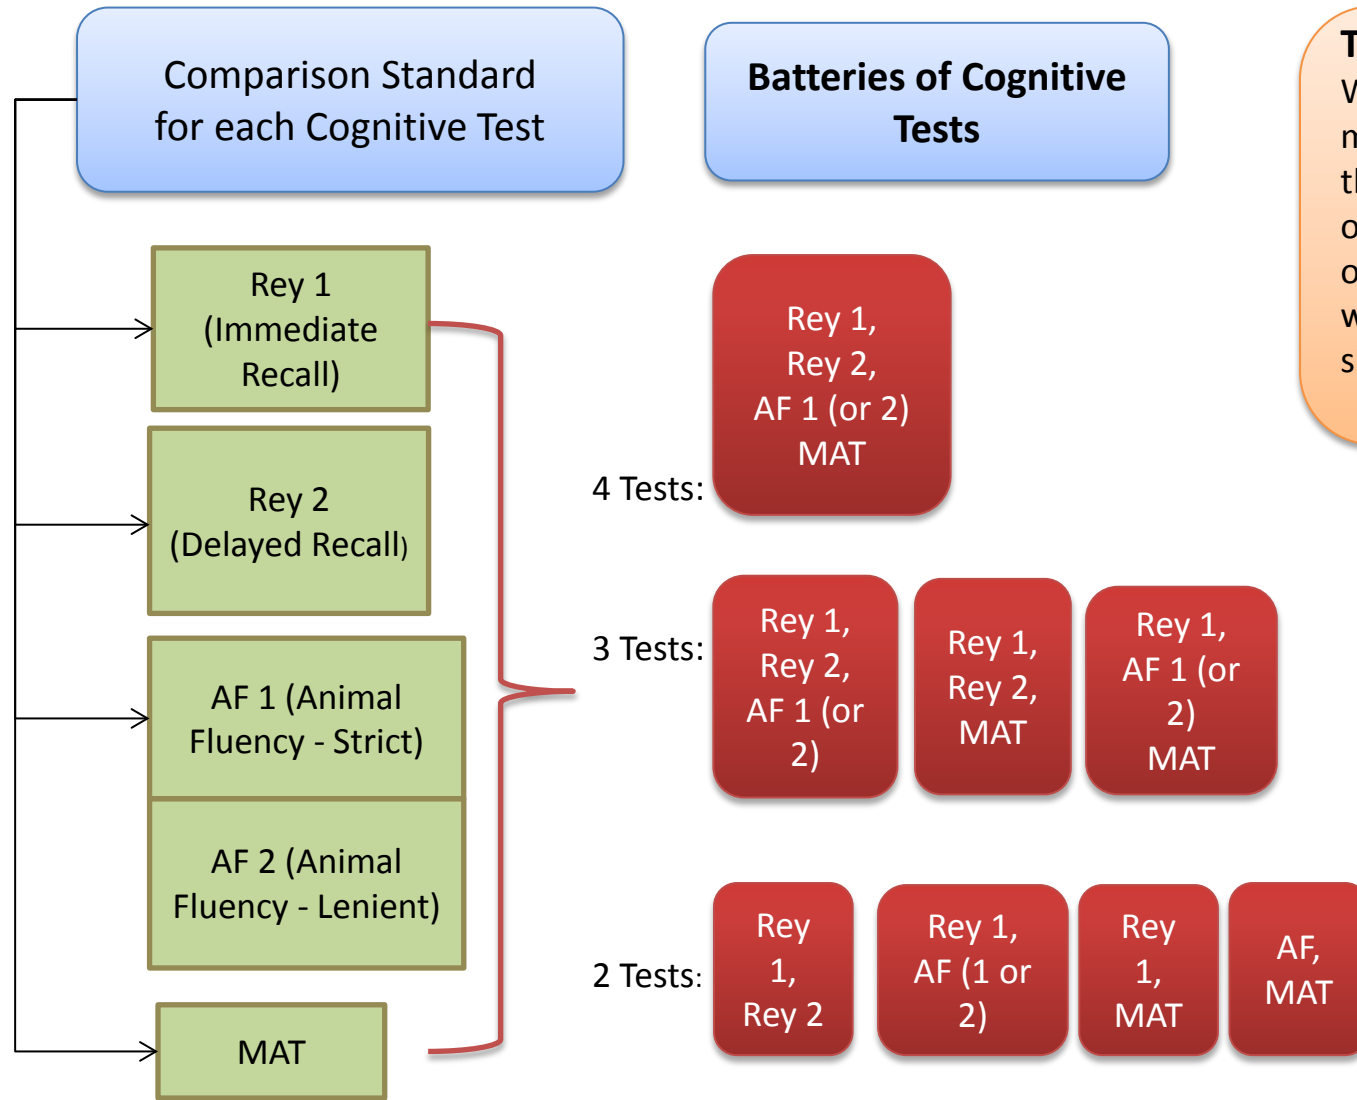 Comparison Standard
for each Cognitive Test
Batteries of Cognitive
Tests
Rey 1
(Immediate
Recall)
Rey 2
(Delayed Recall)
AF 1 (Animal
Fluency - Strict)
AF 2 (Animal
Fluency - Lenient)
MAT
4 Tests:
Rey 1,
Rey 2,
AF 1 (or 2)
MAT
3 Tests:
Rey 1,
Rey 2,
AF 1 (or
2)
Rey 1,
Rey 2,
MAT
Rey 1,
AF 1 (or
2)
MAT
2 Tests:
Rey
1,
Rey 2
Rey 1,
AF (1 or
2)
Rey
1,
MAT
AF,
MAT